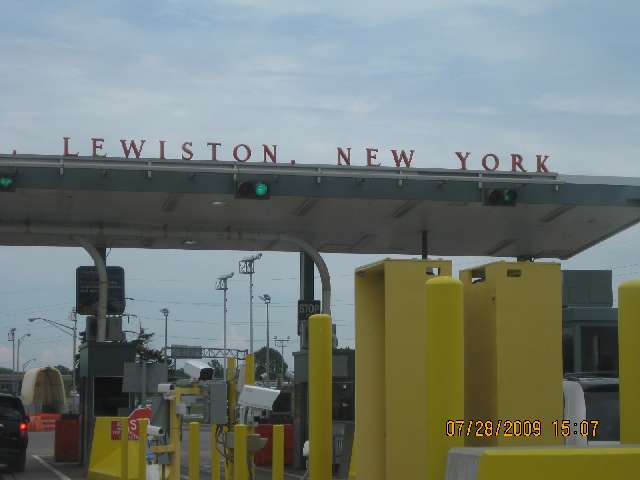 LEWISTON, NEW YORK
STOP
07/28/2009 15:07